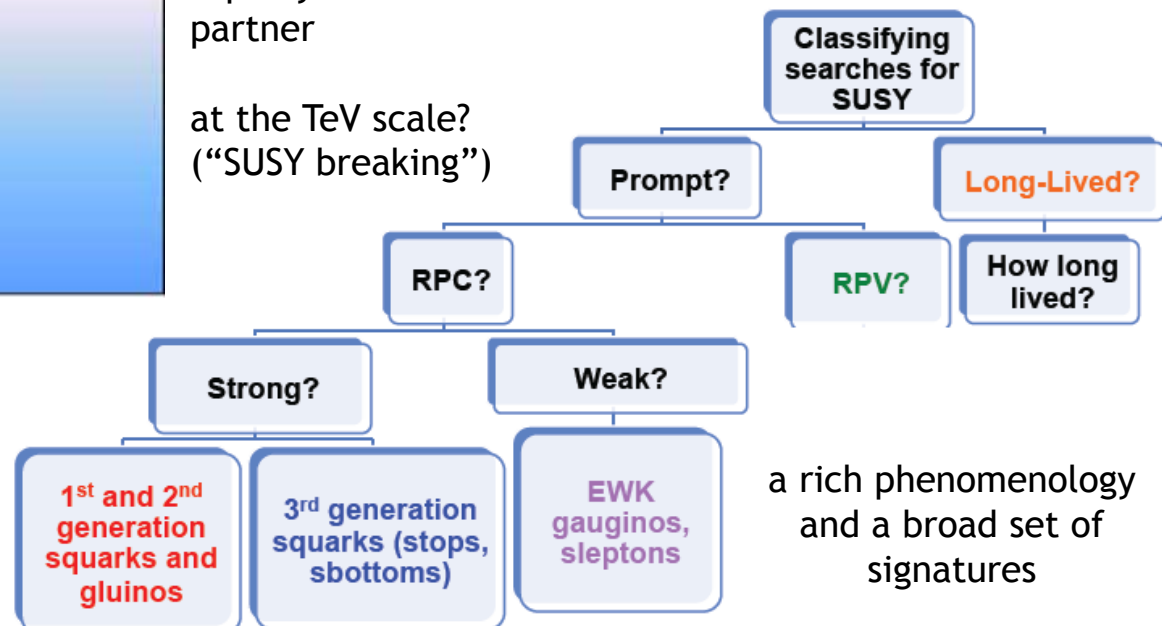 partner
at the TeV scale?
(“SUSY breaking”)
Classifying
searches for
SUSY
Prompt?
Long-Lived?
RPC?
RPV?
How long
lived?
Strong?
Weak?
1st and 2nd
generation
squarks and
gluinos
3rd generation
squarks (stops,
sbottoms)
EWK
gauginos,
sleptons
a rich phenomenology
and a broad set of
signatures